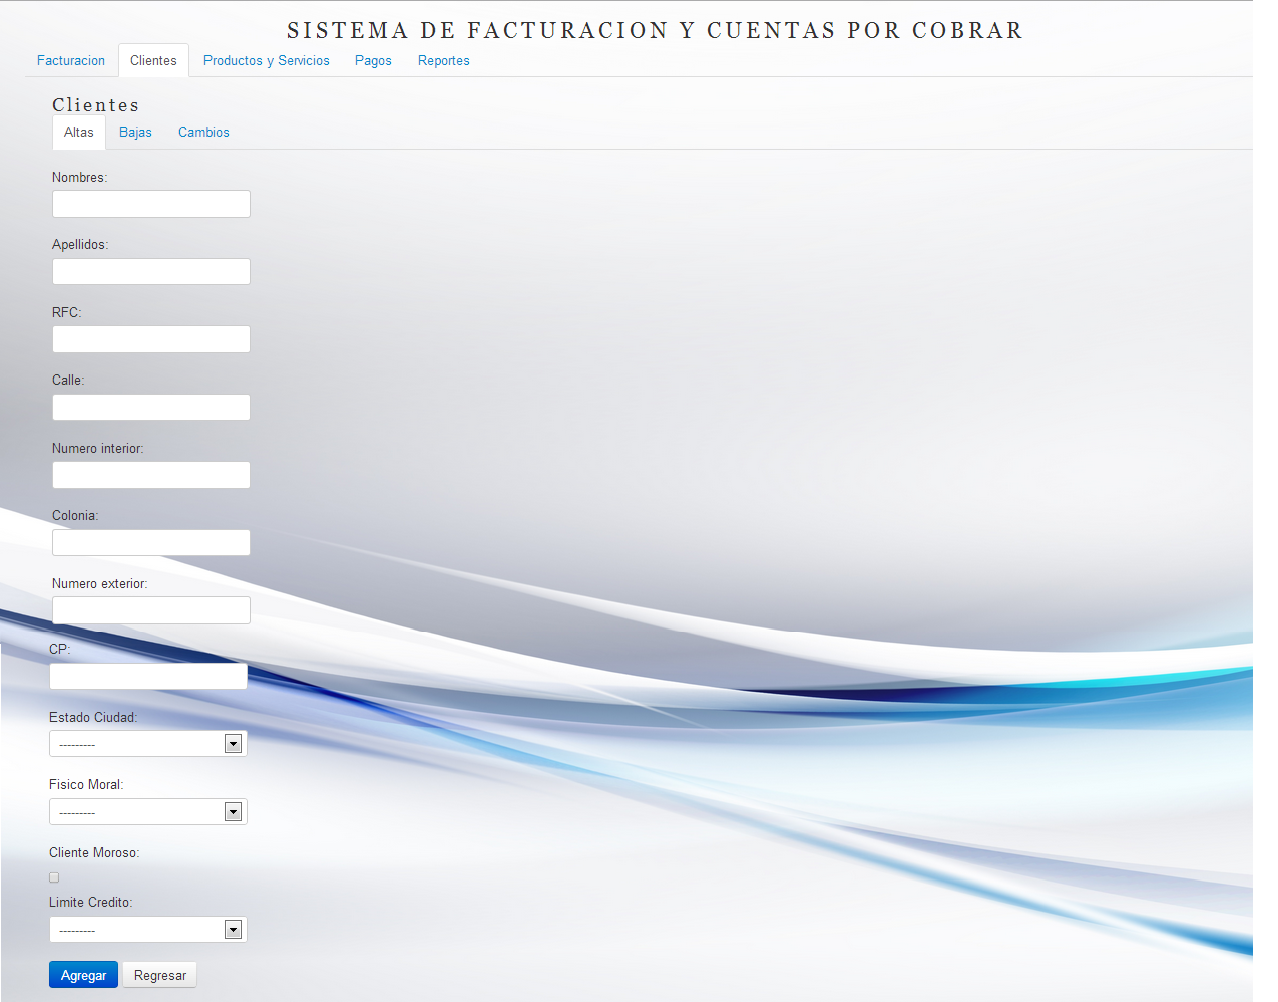 SISTEMA DE FACTURACION Y CUENTAS POR COBRAR
Facturacion Clientes Productos y Servicios Pagos Reportes
Clientes
Altas Bajas Cambios
Nombres:
Apellidos:
RFC:
Calle:
Numero interior:
Colonia:
Numero exterior:
CP:
Estado Ciudad:
---------
Fisico Moral:
---------
Cliente Moroso:
Limite Credito:
---------
Agregar Regresar